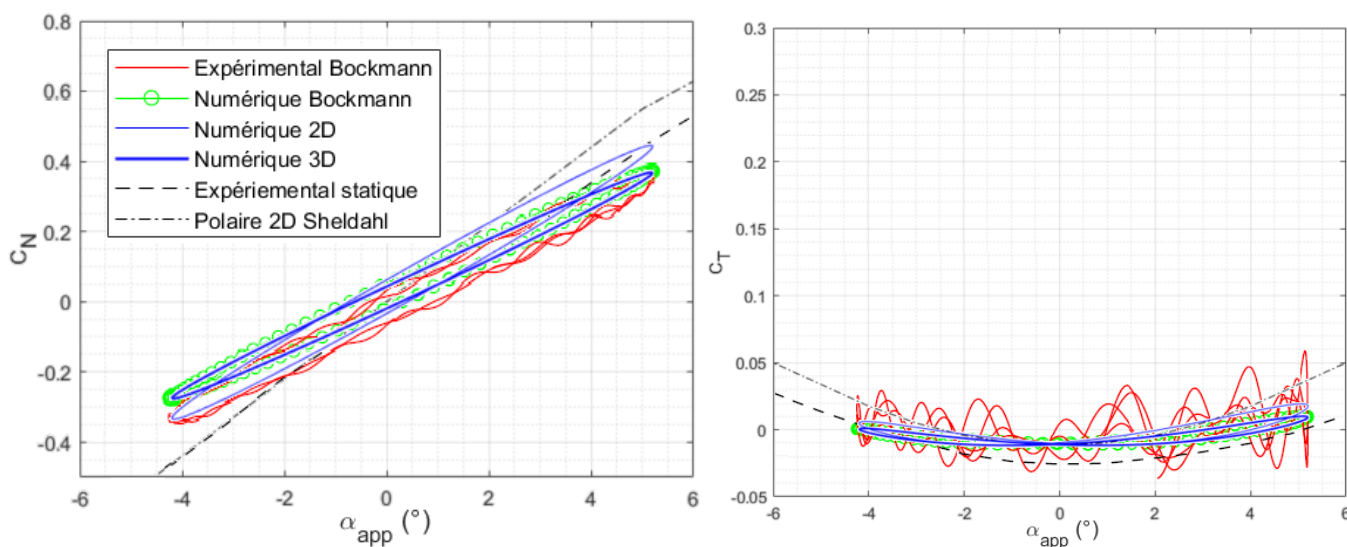 0.8
0.6
0.4
0.2
0
-0.2
-0.4
C_N
Expérimental Bockmann
Numérique Bockmann
Numérique 2D
Numérique 3D
Expériemental statique
Polaire 2D Sheldahl
-6 -4 -2 0 2 4 6
α_app (°)
0.3
0.25
0.2
0.15
0.1
0.05
0
-0.05
C_T
-6 -4 -2 0 2 4 6
α_app (°)